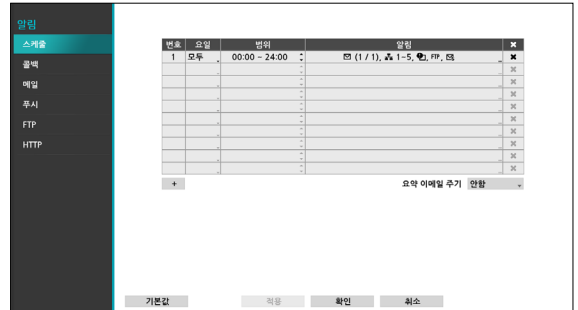 알림
스케줄
콜백
메일
푸시
FTP
HTTP
번호 요일 범위 알림
1 모두 00:00 – 24:00 (1 / 1), 1~5, FTP,
+ 요약 이메일 주기 안함
기본값 적용 확인 취소